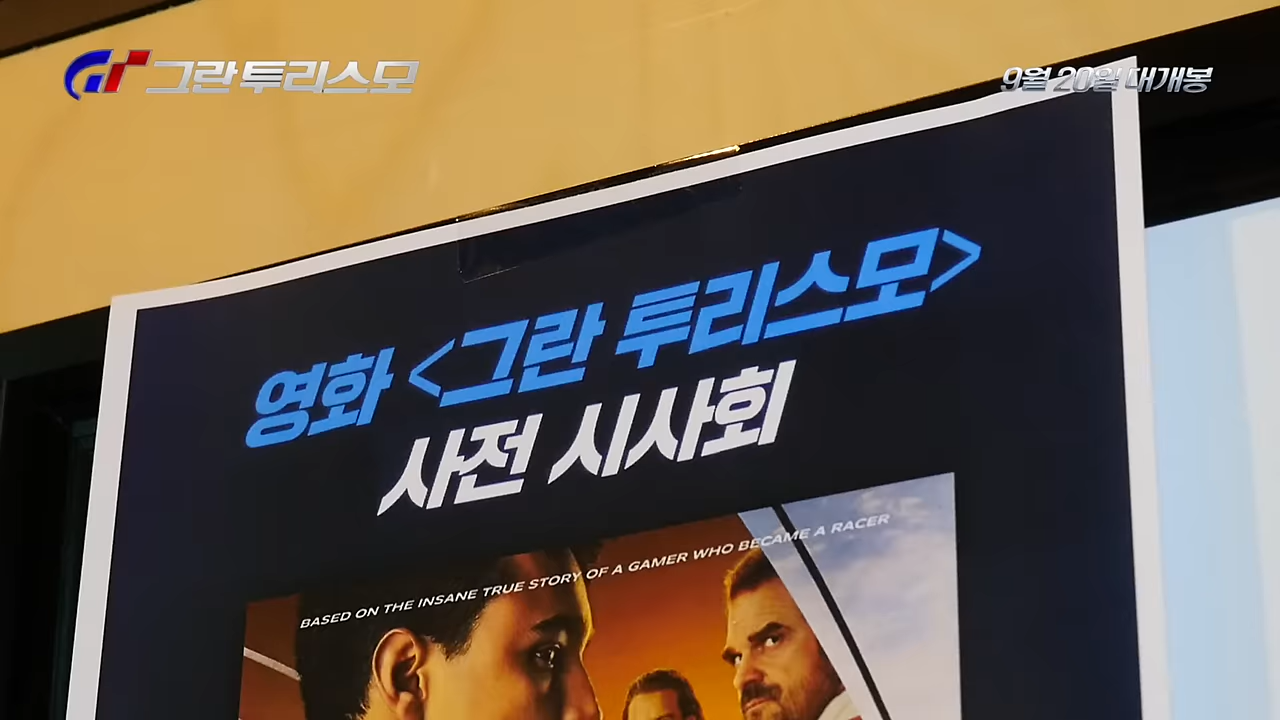 GT 그란 투리스모
9월 20일 대개봉
영화 <그란 투리스모>
사전 시사회
BASED ON THE INSANE TRUE STORY OF A GAMER WHO BECAME A RACER